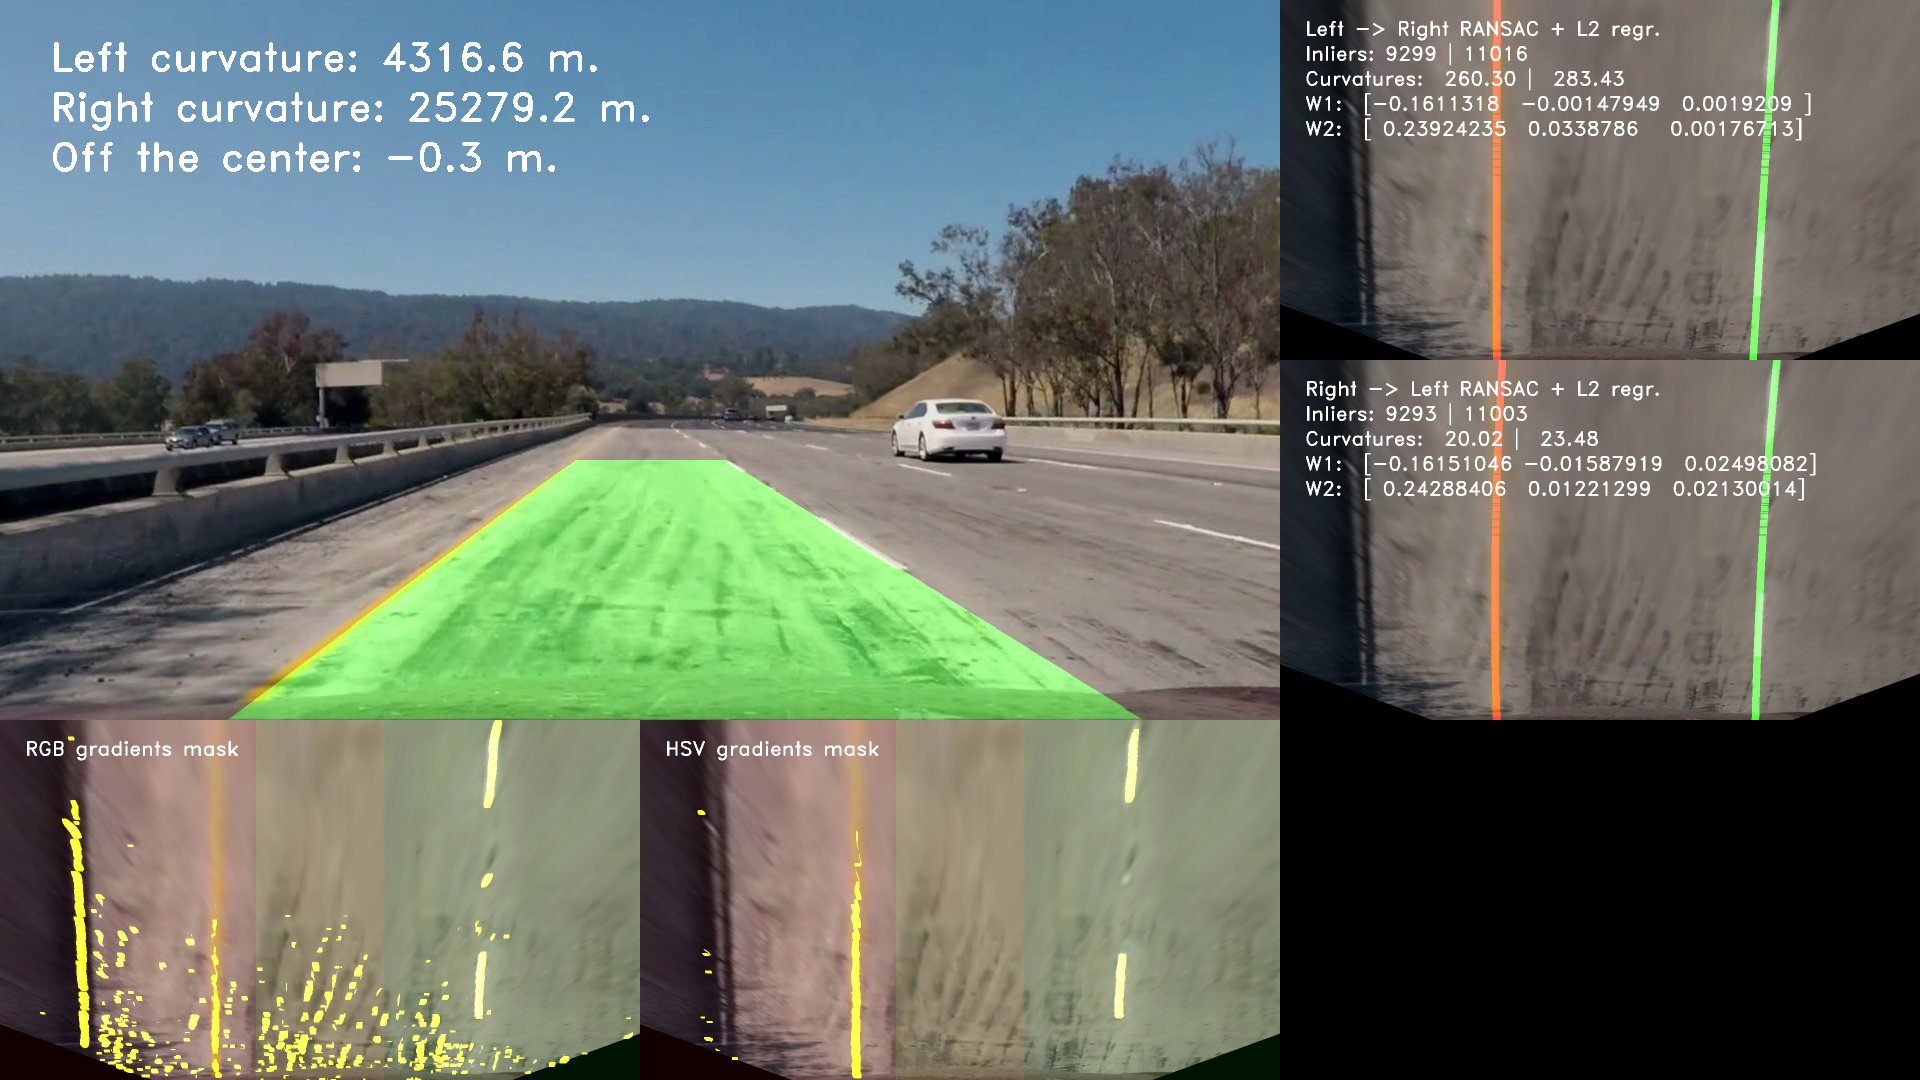 Left curvature: 4316.6 m.
Right curvature: 25279.2 m.
Off the center: -0.3 m.
Left -> Right RANSAC + L2 regr.
Inliers: 9299 | 11016
Curvatures: 260.30 | 283.43
W1: [-0.1611318 -0.00147949 0.0019209 ]
W2: [ 0.23924235 0.0338786 0.00176713]
Right -> Left RANSAC + L2 regr.
Inliers: 9293 | 11003
Curvatures: 20.02 | 23.48
W1: [-0.16151046 -0.01587919 0.02498082]
W2: [ 0.24288406 0.01221299 0.02130014]
RGB gradients mask
HSV gradients mask